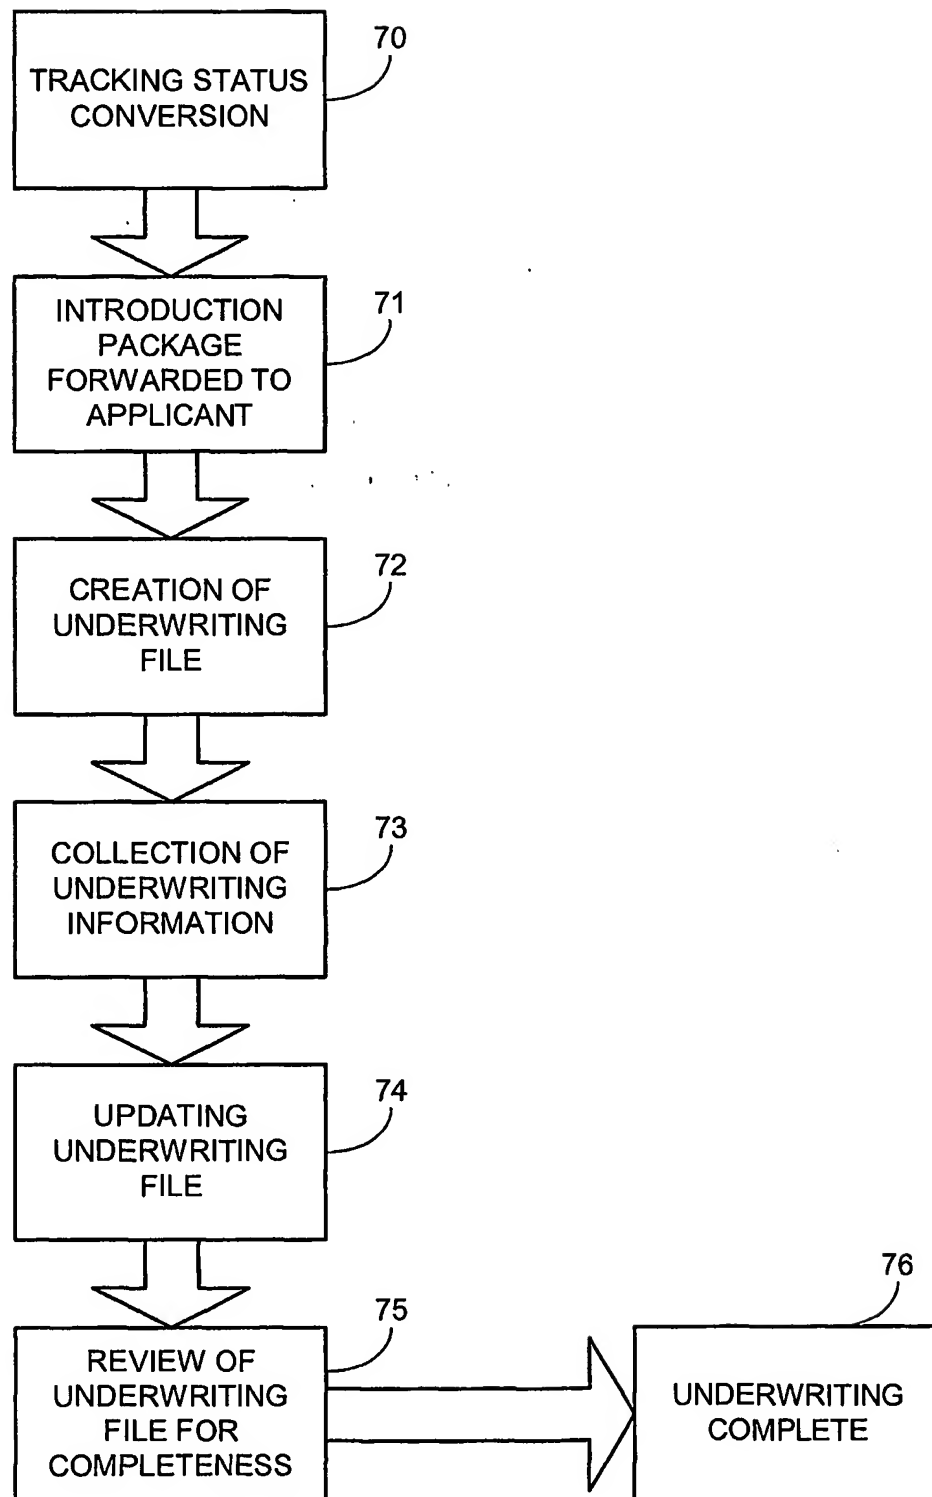 70
TRACKING STATUS
CONVERSION
71
INTRODUCTION
PACKAGE
FORWARDED TO
APPLICANT
72
CREATION OF
UNDERWRITING
FILE
73
COLLECTION OF
UNDERWRITING
INFORMATION
74
UPDATING
UNDERWRITING
FILE
75
REVIEW OF
UNDERWRITING
FILE FOR
COMPLETENESS
76
UNDERWRITING
COMPLETE